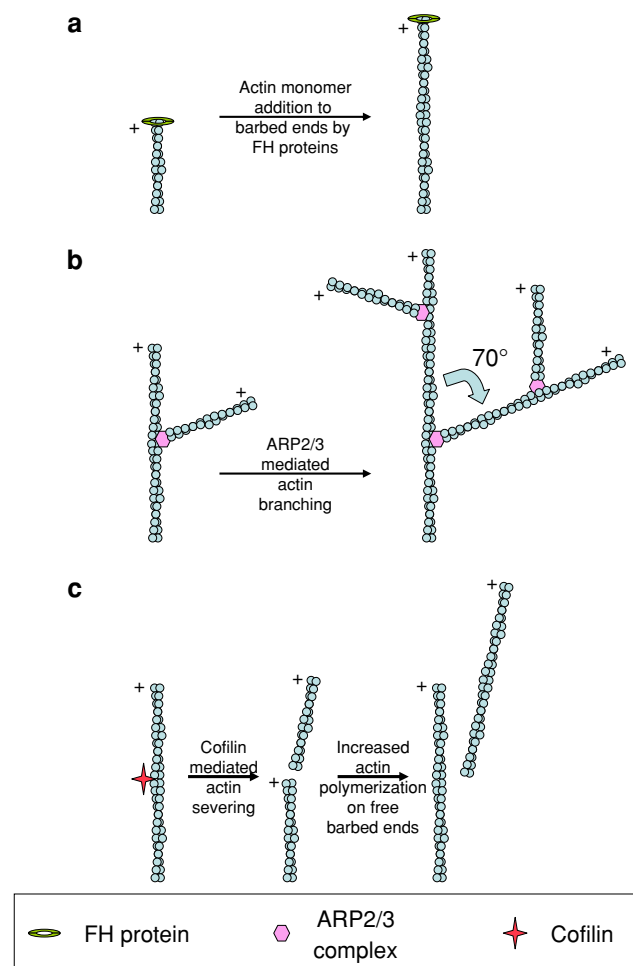 a
+
+
Actin monomer
addition to
barbed ends by
FH proteins
b
+
+
+
+
+
+
70°
ARP2/3
mediated
actin
branching
c
+
+
+
+
+
+
Cofilin
mediated
actin
severing
Increased
actin
polymerization
on free
barbed ends
FH protein
ARP2/3
complex
Cofilin